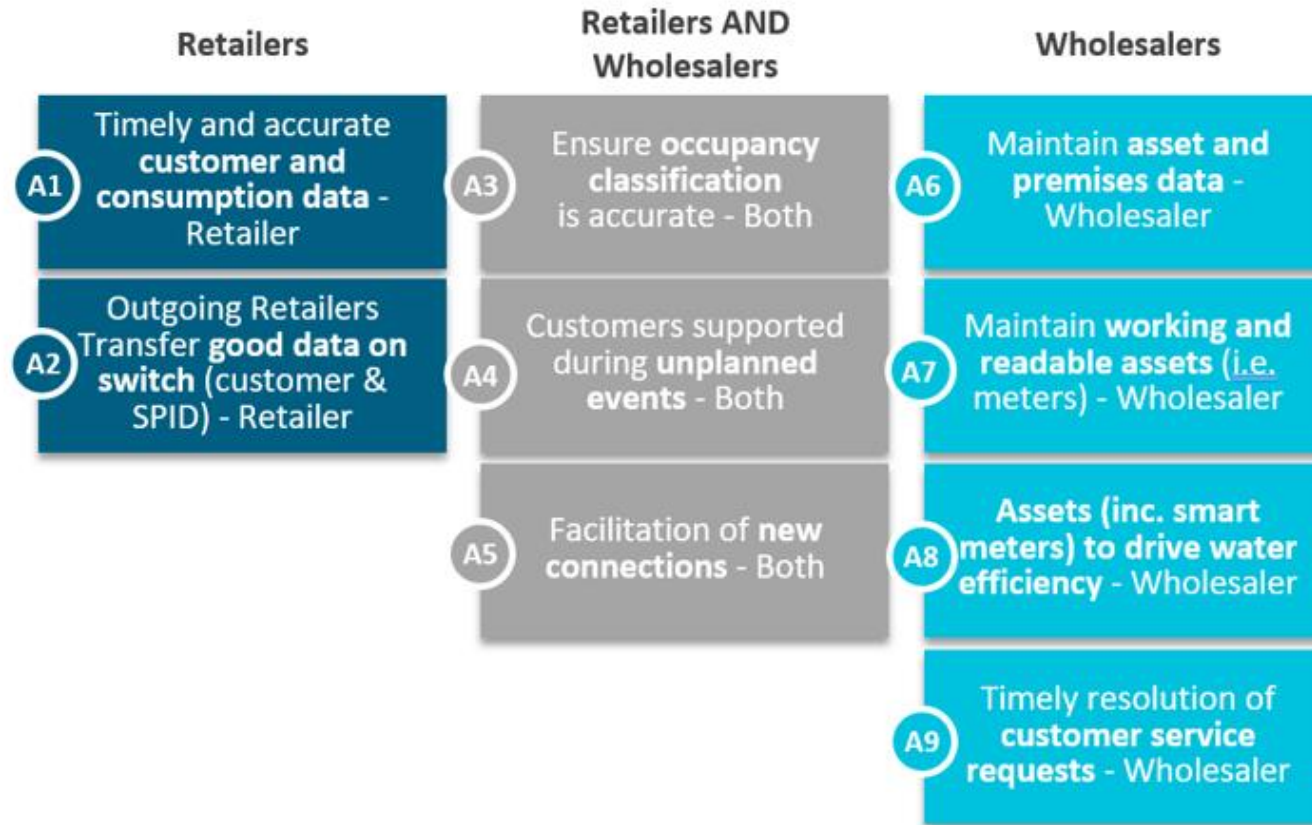 Retailers
Timely and accurate
customer and
consumption data -
Retailer
A1
Outgoing Retailers
Transfer good data on
switch (customer &
SPID) - Retailer
A2
Retailers AND
Wholesalers
Ensure occupancy
classification
is accurate - Both
A3
Customers supported
during unplanned
events - Both
A4
Facilitation of new
connections - Both
A5
Wholesalers
Maintain asset and
premises data -
Wholesaler
A6
Maintain working and
readable assets (i.e.
meters) - Wholesaler
A7
Assets (inc. smart
meters) to drive water
efficiency - Wholesaler
A8
Timely resolution of
customer service
requests - Wholesaler
A9